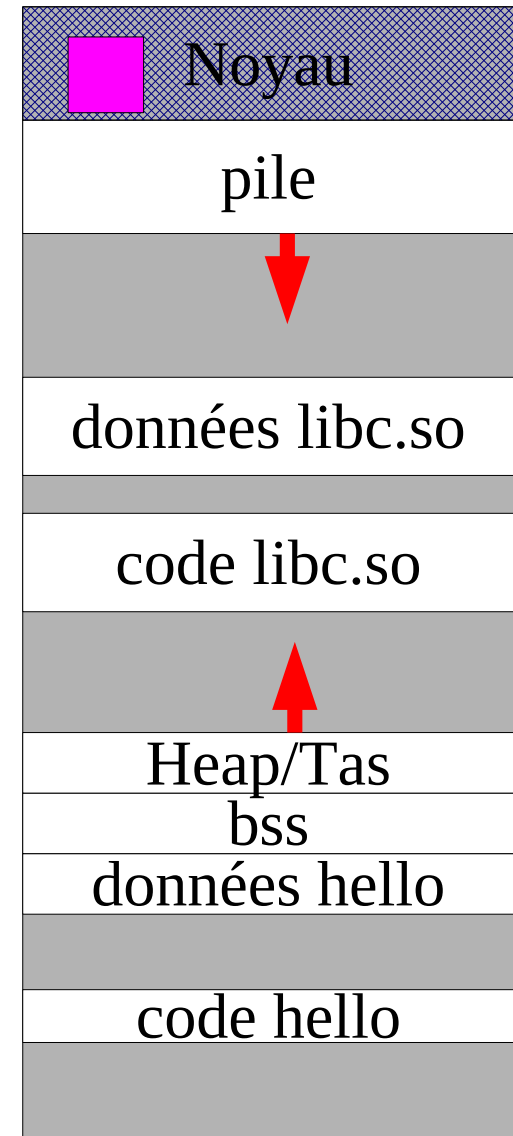 Noyau
pile
données libc.so
code libc.so
Heap/Tas
bss
données hello
code hello